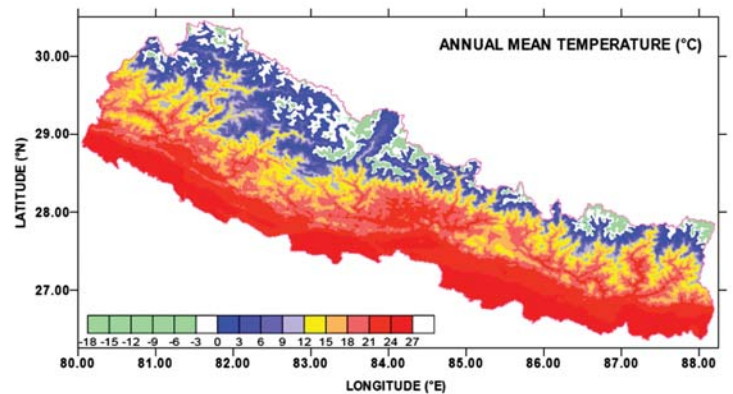 ANNUAL MEAN TEMPERATURE (°C)
30.00
29.00
28.00
27.00
LATITUDE (°N)
-18 -15 -12 -9 -6 -3 0 3 6 9 12 15 18 21 24 27
80.00 81.00 82.00 83.00 84.00 85.00 86.00 87.00 88.00
LONGITUDE (°E)